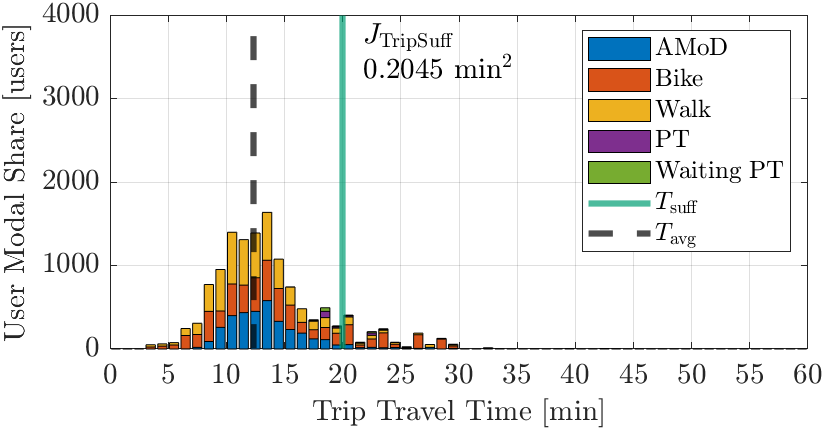 4000
3000
2000
1000
0
User Modal Share [users]
J_TripSuff
0.2045 min²
AMoD
Bike
Walk
PT
Waiting PT
T_suff
T_avg
0 5 10 15 20 25 30 35 40 45 50 55 60
Trip Travel Time [min]